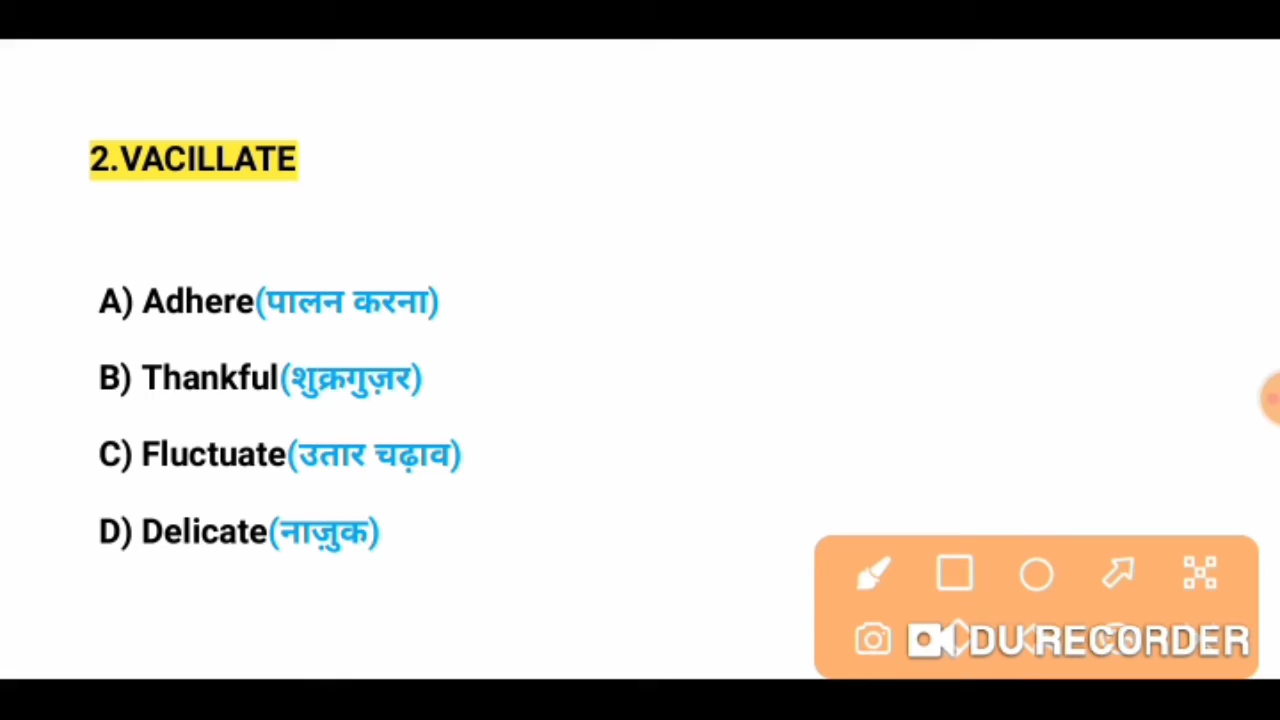 2.VACILLATE
A) Adhere(पालन करना)
B) Thankful(शुक्रगुज़र)
C) Fluctuate(उतार चढ़ाव)
D) Delicate(नाज़ुक)
DU RECORDER